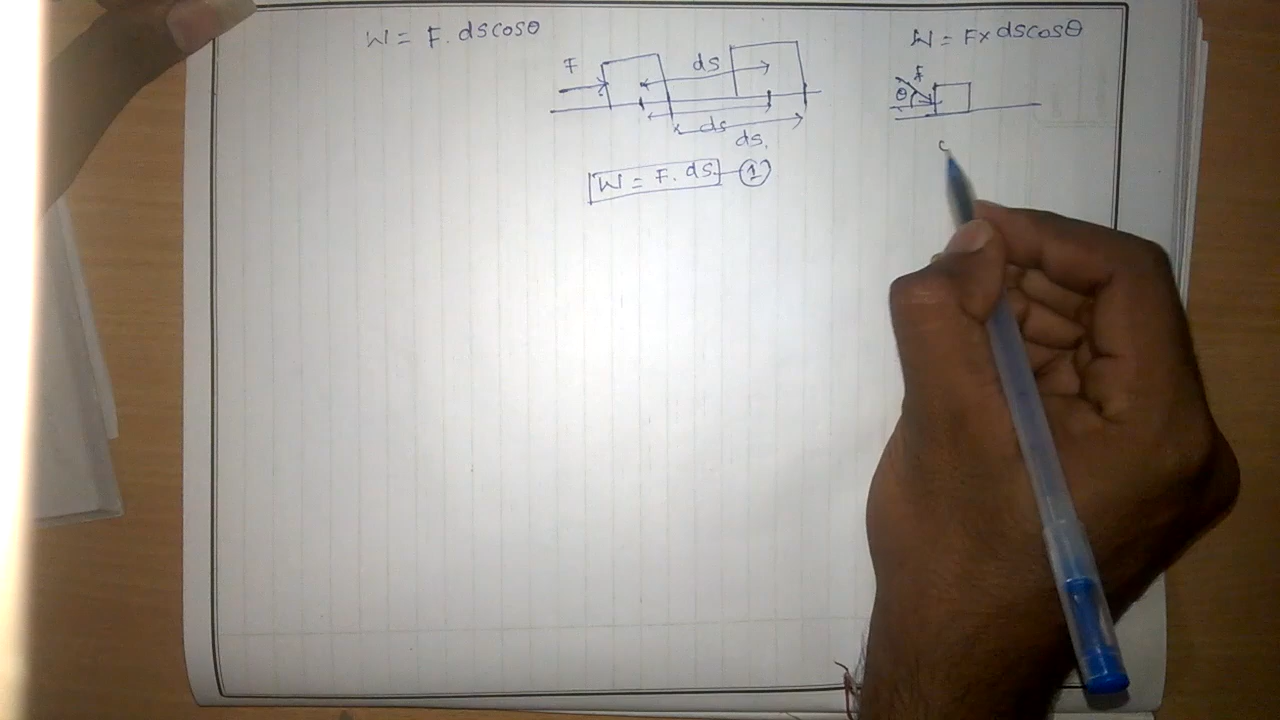 W = F. dscosθ
F
ds
ds
ds.
W = F. ds. 1
W = F× dscosθ
F
θ